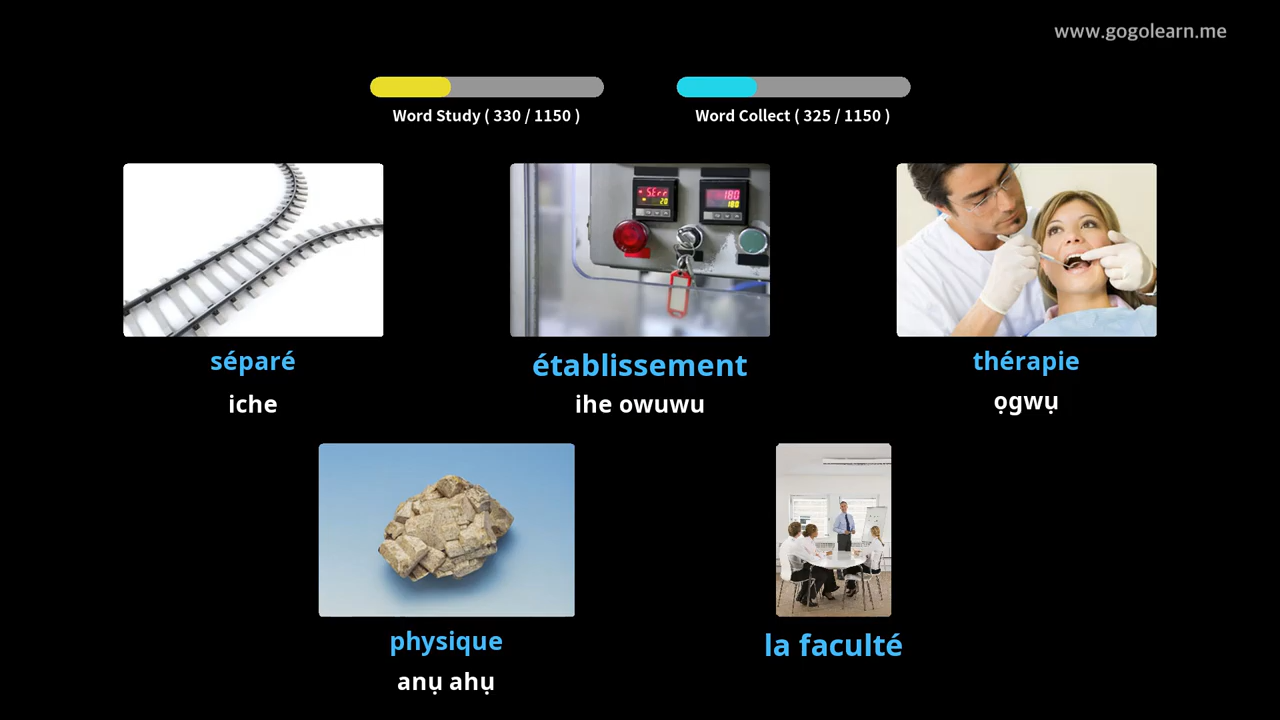 www.gogolearn.me
Word Study ( 330 / 1150 )
Word Collect ( 325 / 1150 )
séparé
iche
établissement
ihe owuwu
thérapie
ọgwụ
physique
anụ ahụ
la faculté